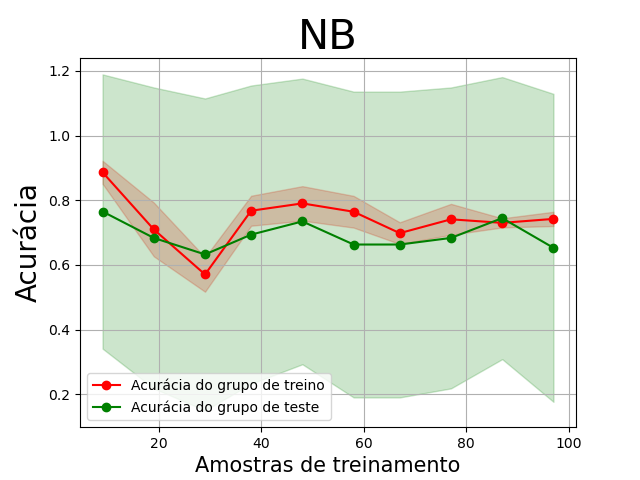 NB
1.2
1.0
0.8
0.6
0.4
0.2
Acurácia
Acurácia do grupo de treino
Acurácia do grupo de teste
20 40 60 80 100
Amostras de treinamento